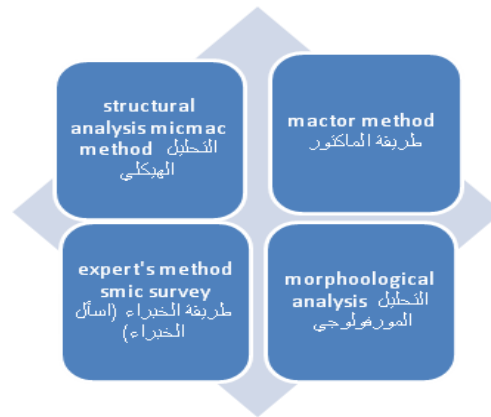 structural
analysis micmac
method التحليل
الهيكلي
mactor method
طريقة الماكتور
expert's method
smic survey
طريقة الخبراء (اسأل
الخبراء)
morphoological
analysis التحليل
المورفولوجي